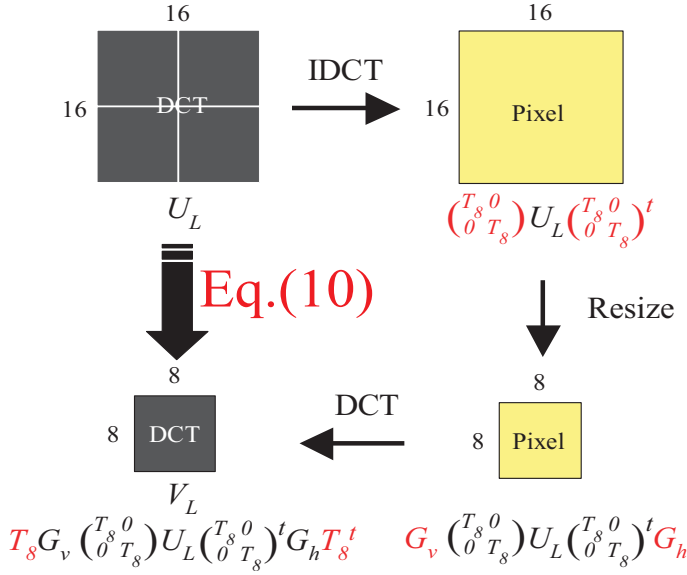 16
16
IDCT
16
DCT
16
Pixel
U_L
(T_8 0 0 T_8) U_L (T_8 0 0 T_8)^t
Eq.(10)
Resize
8
8
8
DCT
DCT
8
Pixel
V_L
T_8 G_v (T_8 0 0 T_8) U_L (T_8 0 0 T_8)^t G_h T_8^t
G_v (T_8 0 0 T_8) U_L (T_8 0 0 T_8)^t G_h